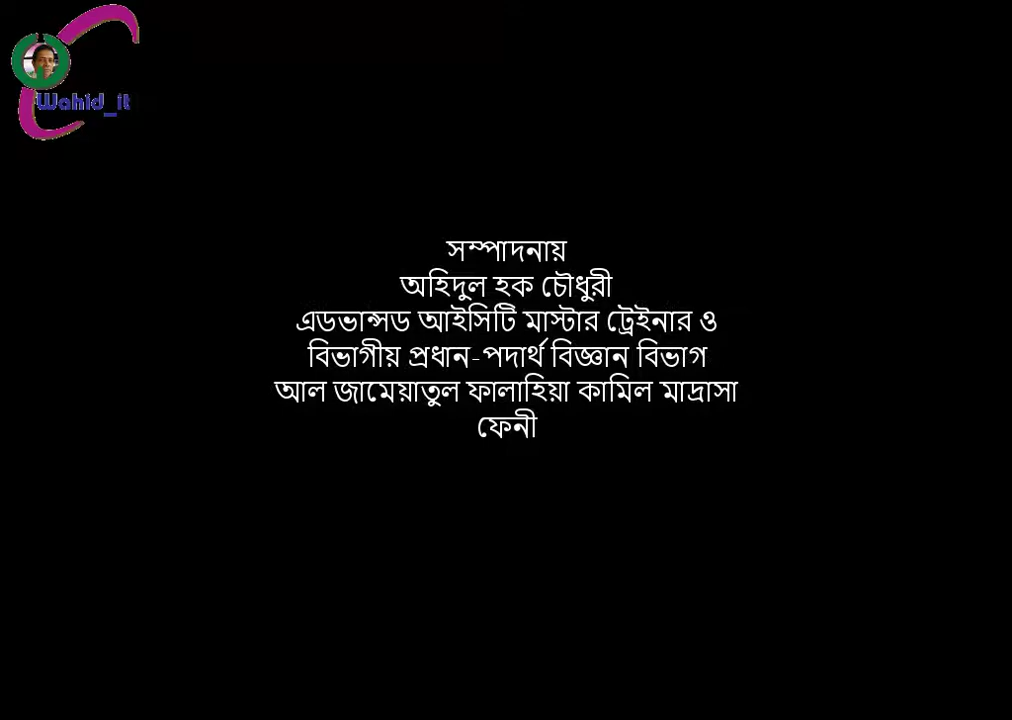 Wahid_it
সম্পাদনায়
অহিদুল হক চৌধুরী
এডভান্সড আইসিটি মাস্টার ট্রেইনার ও
বিভাগীয় প্রধান-পদার্থ বিজ্ঞান বিভাগ
আল জামেয়াতুল ফালাহিয়া কামিল মাদ্রাসা
ফেনী